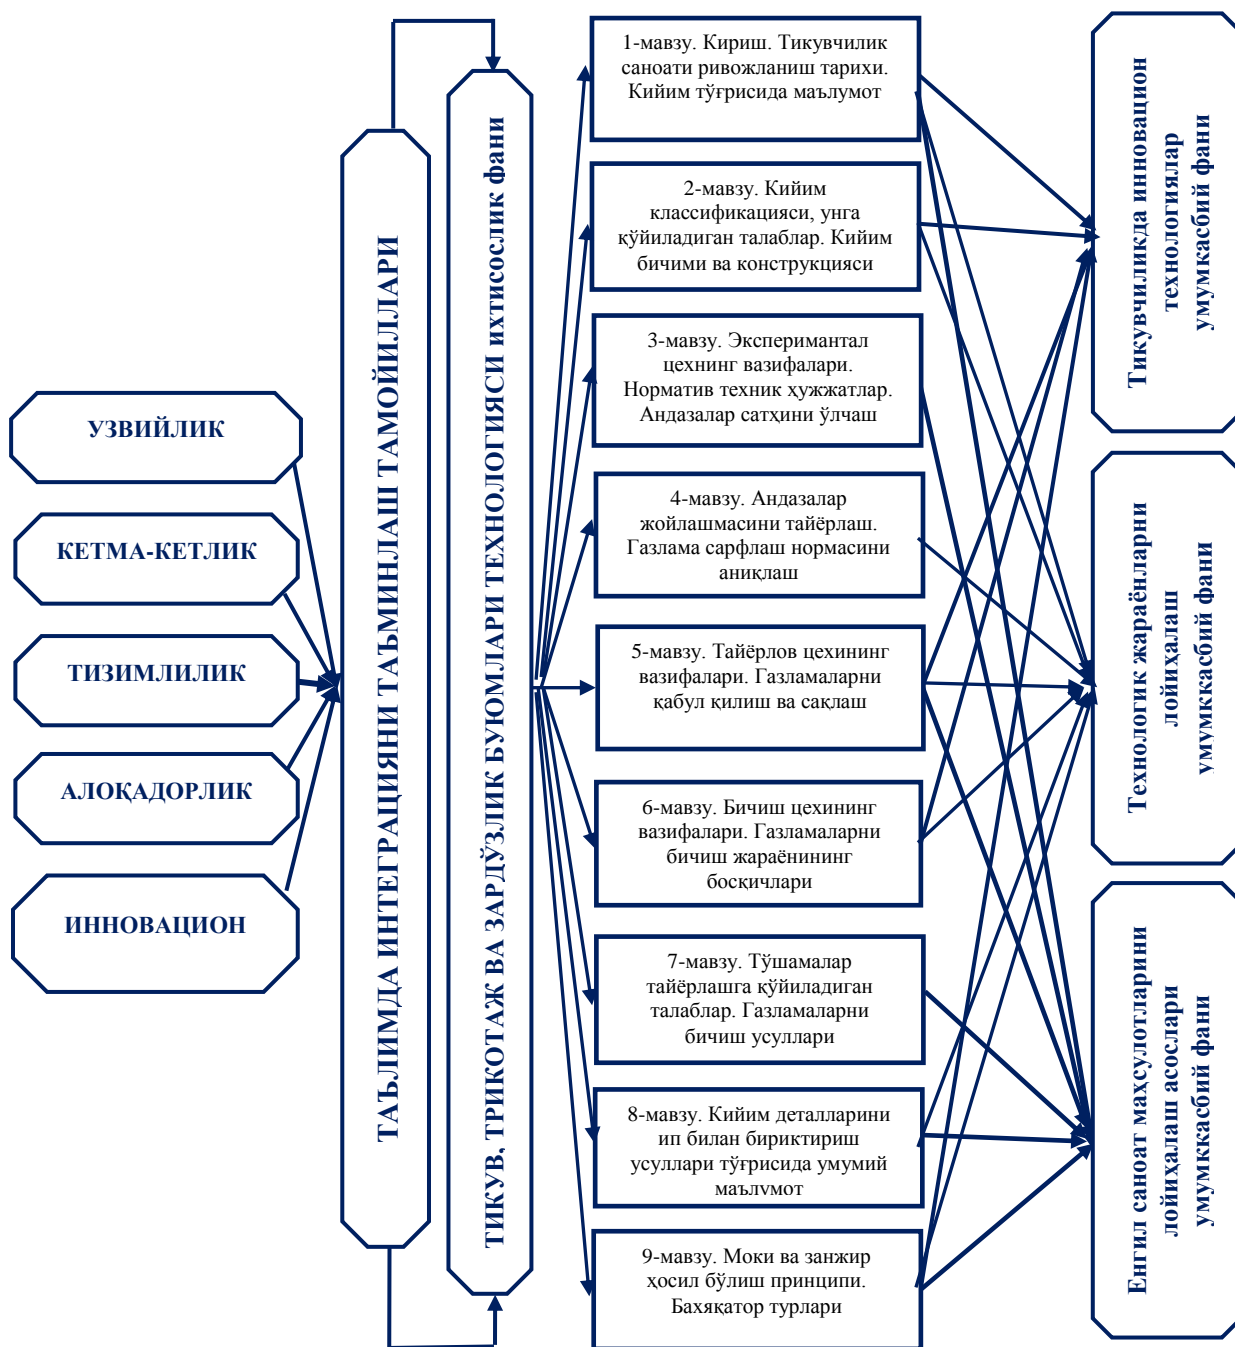 УЗВИЙЛИК
КЕТМА-КЕТЛИК
ТИЗИМЛИЛИК
АЛОҚАДОРЛИК
ИННОВАЦИОН
ТАЪЛИМДА ИНТЕГРАЦИЯНИ ТАЪМИНЛАШ ТАМОЙИЛЛАРИ
ТИКУВ, ТРИКОТАЖ ВА ЗАРДЎЗЛИК БУЮМЛАРИ ТЕХНОЛОГИЯСИ ихтисослик фани
1-мавзу. Кириш. Тикувчилик
саноати ривожланиш тарихи.
Кийим тўғрисида маълумот
2-мавзу. Кийим
классификацияси, унга
қўйиладиган талаблар. Кийим
бичими ва конструкцияси
3-мавзу. Эксперимантал
цехнинг вазифалари.
Норматив техник ҳужжатлар.
Андазалар сатҳини ўлчаш
4-мавзу. Андазалар
жойлашмасини тайёрлаш.
Газлама сарфлаш нормасини
аниқлаш
5-мавзу. Тайёрлов цехининг
вазифалари. Газламаларни
қабул қилиш ва сақлаш
6-мавзу. Бичиш цехининг
вазифалари. Газламаларни
бичиш жараёнининг
босқичлари
7-мавзу. Тўшамалар
тайёрлашга қўйиладиган
талаблар. Газламаларни
бичиш усуллари
8-мавзу. Кийим деталларини
ип билан бириктириш
усуллари тўғрисида умумий
маълумот
9-мавзу. Моки ва занжир
ҳосил бўлиш принципи.
Бахяқатор турлари
Тикувчиликда инновацион
технологиялар
умумкасбий фани
Технологик жараёнларни
лойиҳалаш
умумккасбий фани
Енгил саноат маҳсулотларини
лойиҳалаш асослари
умумккасбий фани